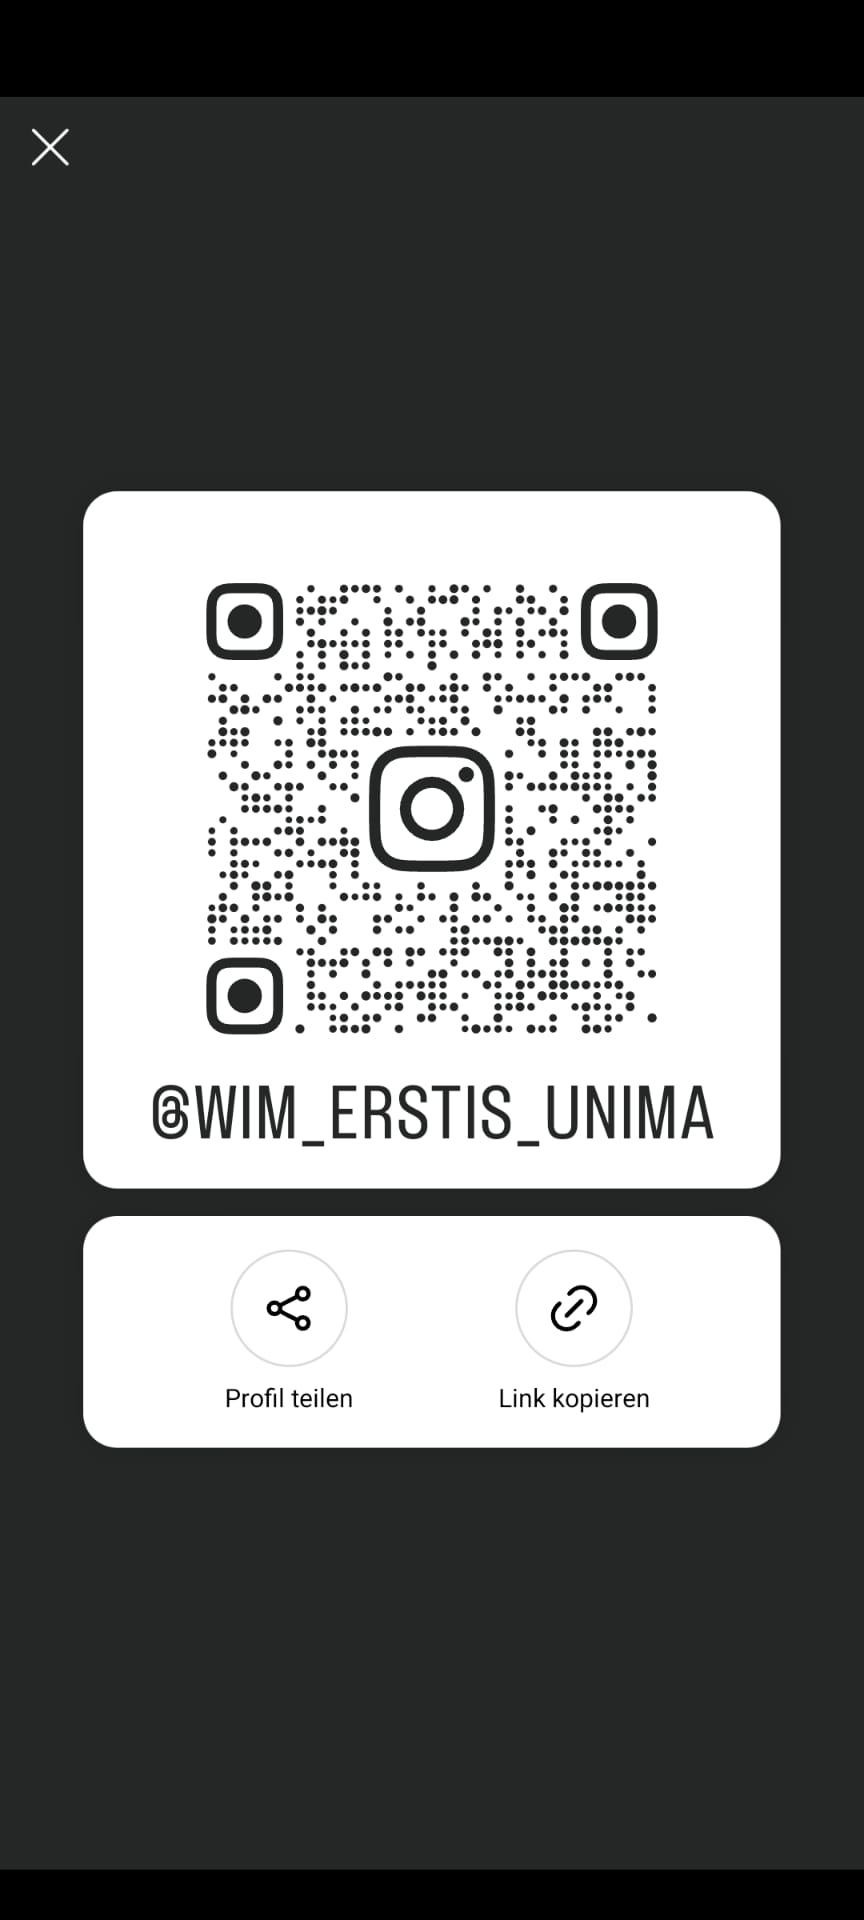 @WIM_ERSTIS_UNIMA
Profil teilen
Link kopieren